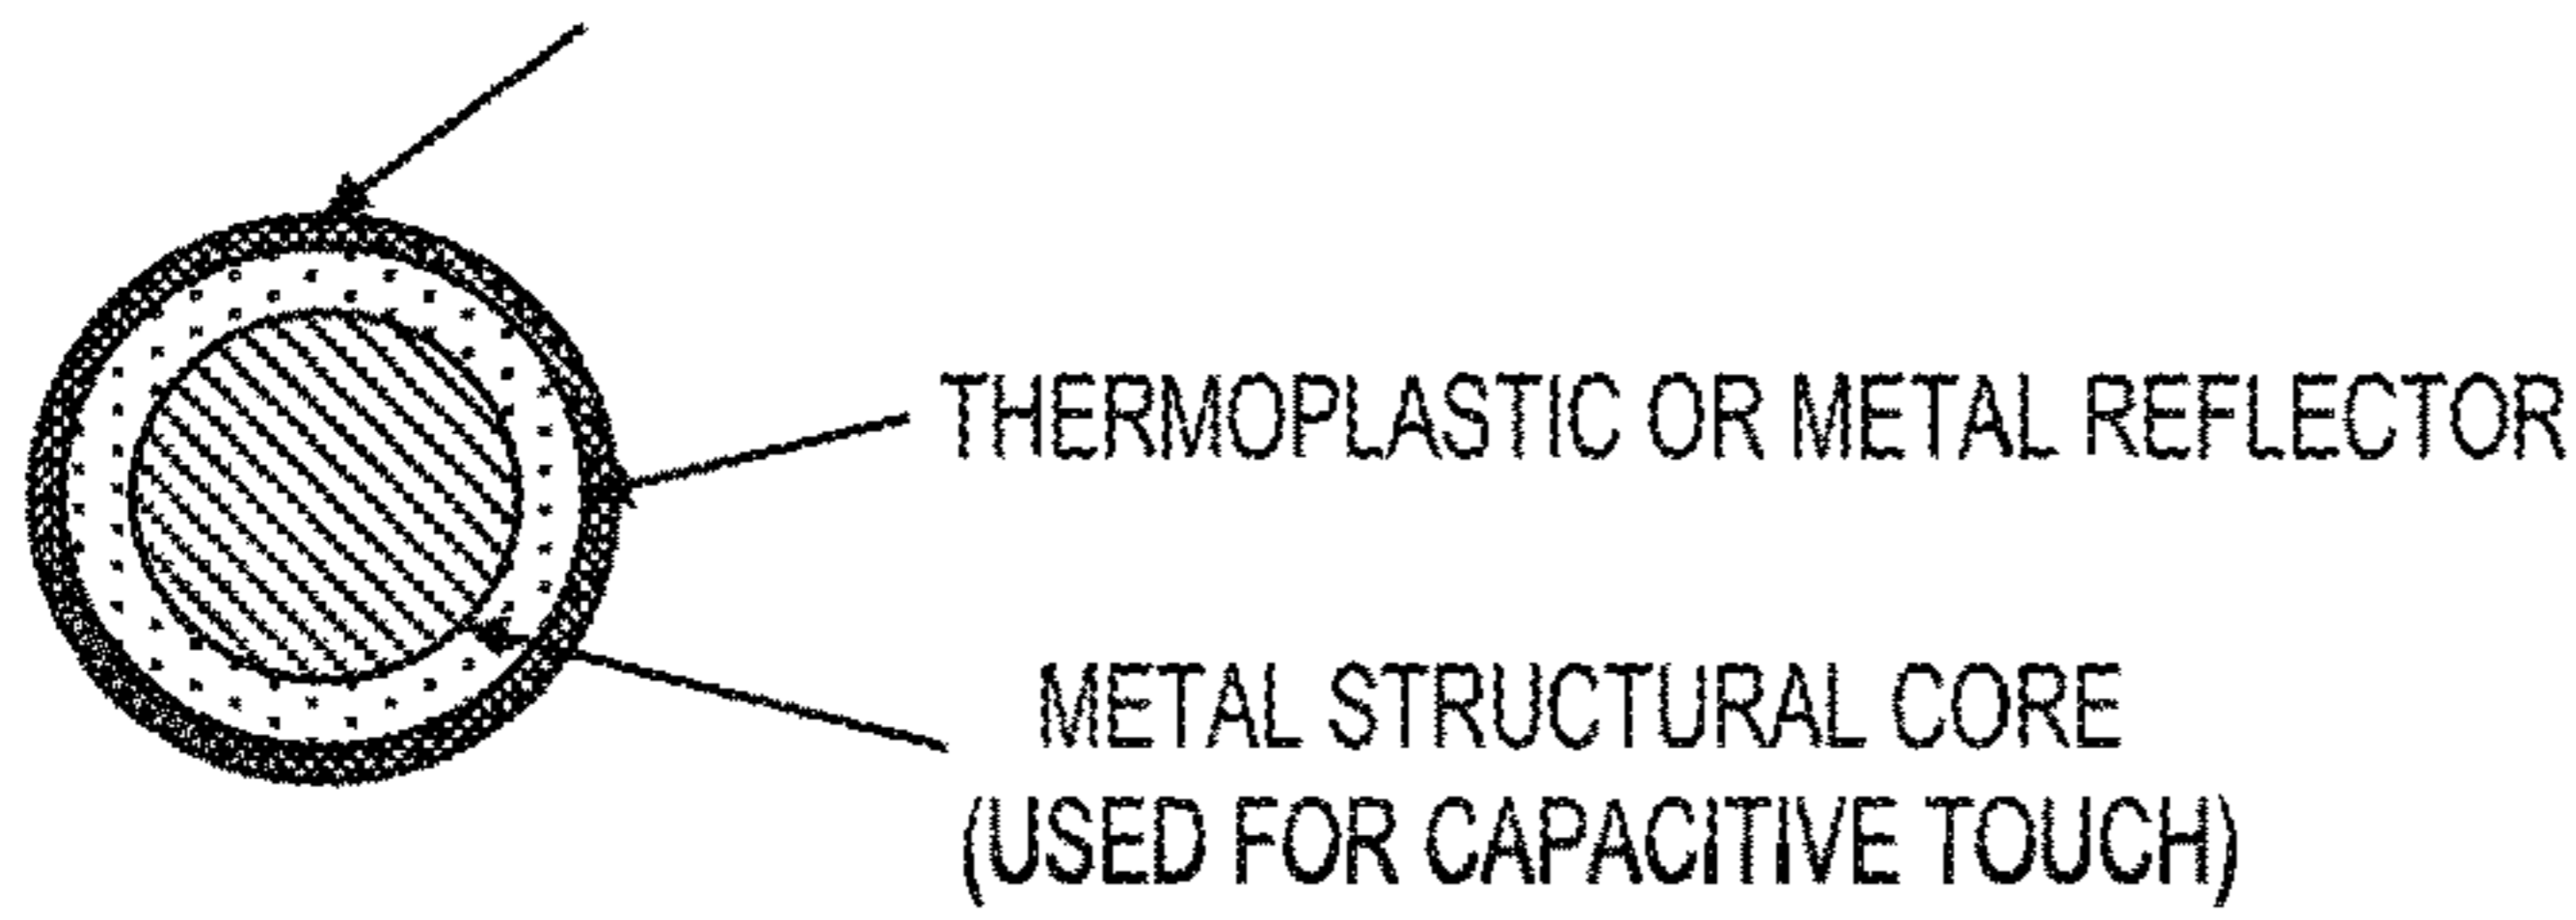 THERMOPLASTIC OR METAL REFLECTOR
METAL STRUCTURAL CORE
(USED FOR CAPACITIVE TOUCH)